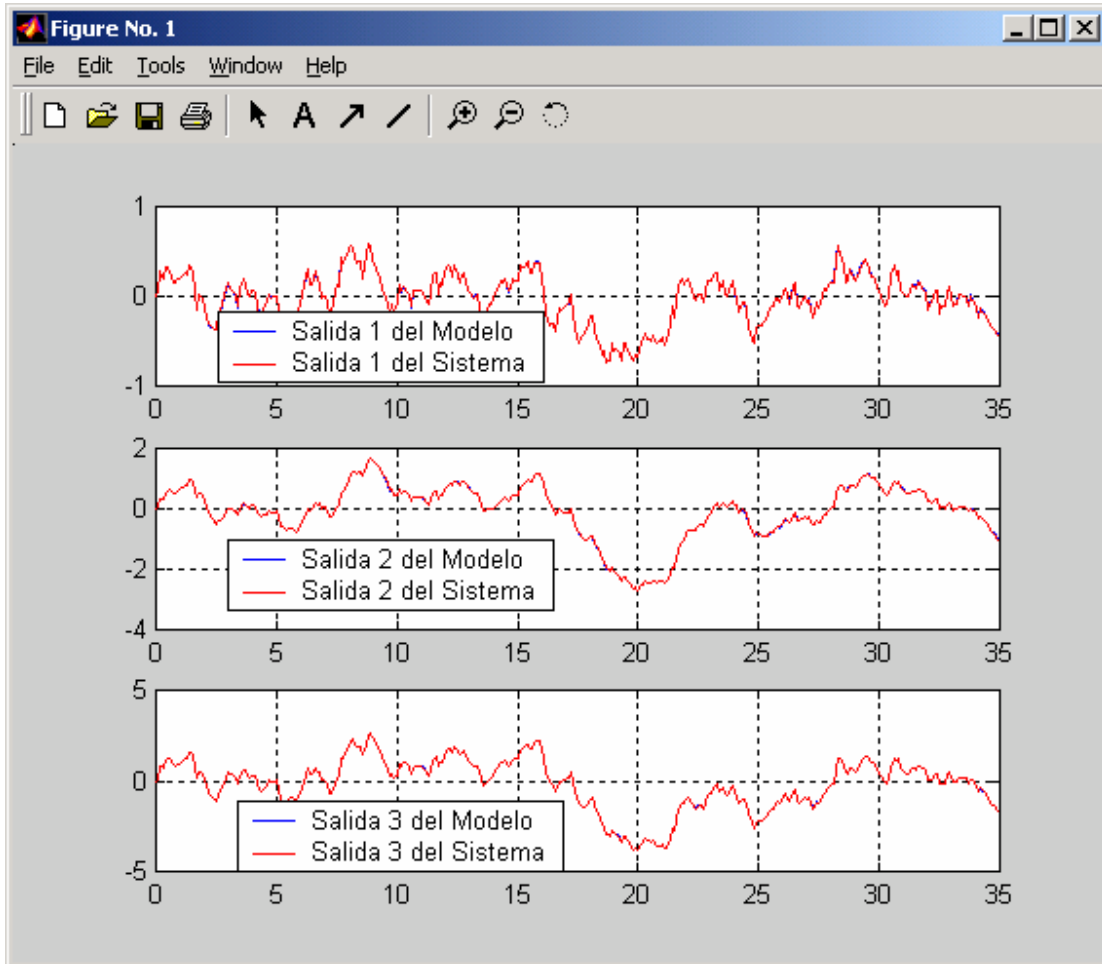 Figure No. 1
File Edit Tools Window Help
A
1
0
-1
Salida 1 del Modelo
Salida 1 del Sistema
0 5 10 15 20 25 30 35
2
0
-2
-4
Salida 2 del Modelo
Salida 2 del Sistema
0 5 10 15 20 25 30 35
5
0
-5
Salida 3 del Modelo
Salida 3 del Sistema
0 5 10 15 20 25 30 35